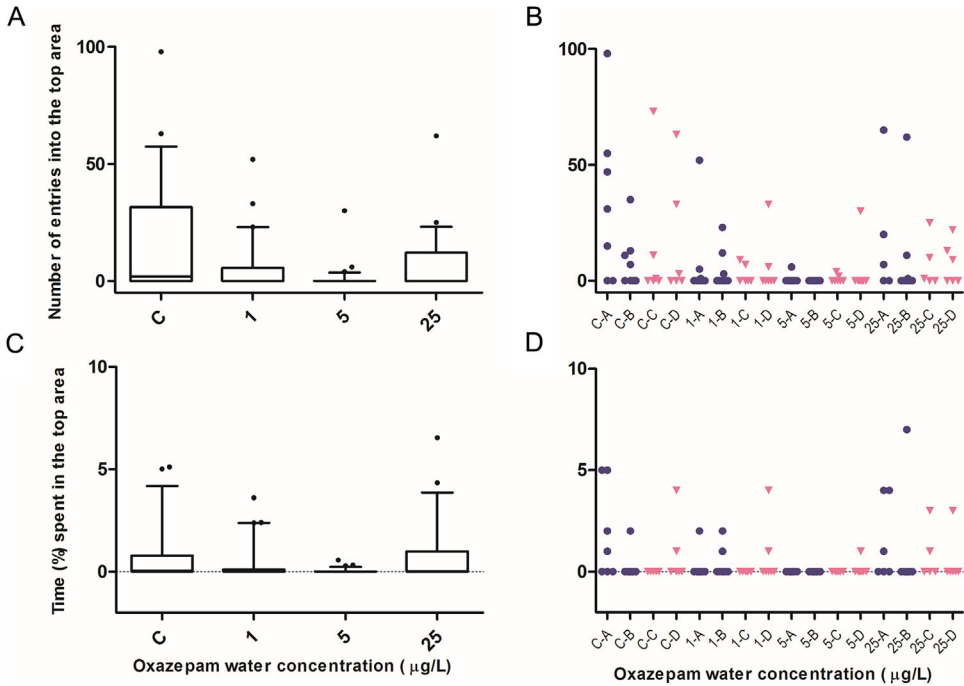 A
Number of entries into the top area
100
50
0
C
1
5
25
B
100
50
0
C-A
C-B
C-C
C-D
1-A
1-B
1-C
1-D
5-A
5-B
5-C
5-D
25-A
25-B
25-C
25-D
C
Time (%) spent in the top area
10
5
0
C
1
5
25
Oxazepam water concentration ( μg/L)
D
10
5
0
C-A
C-B
C-C
C-D
1-A
1-B
1-C
1-D
5-A
5-B
5-C
5-D
25-A
25-B
25-C
25-D
Oxazepam water concentration ( μg/L)